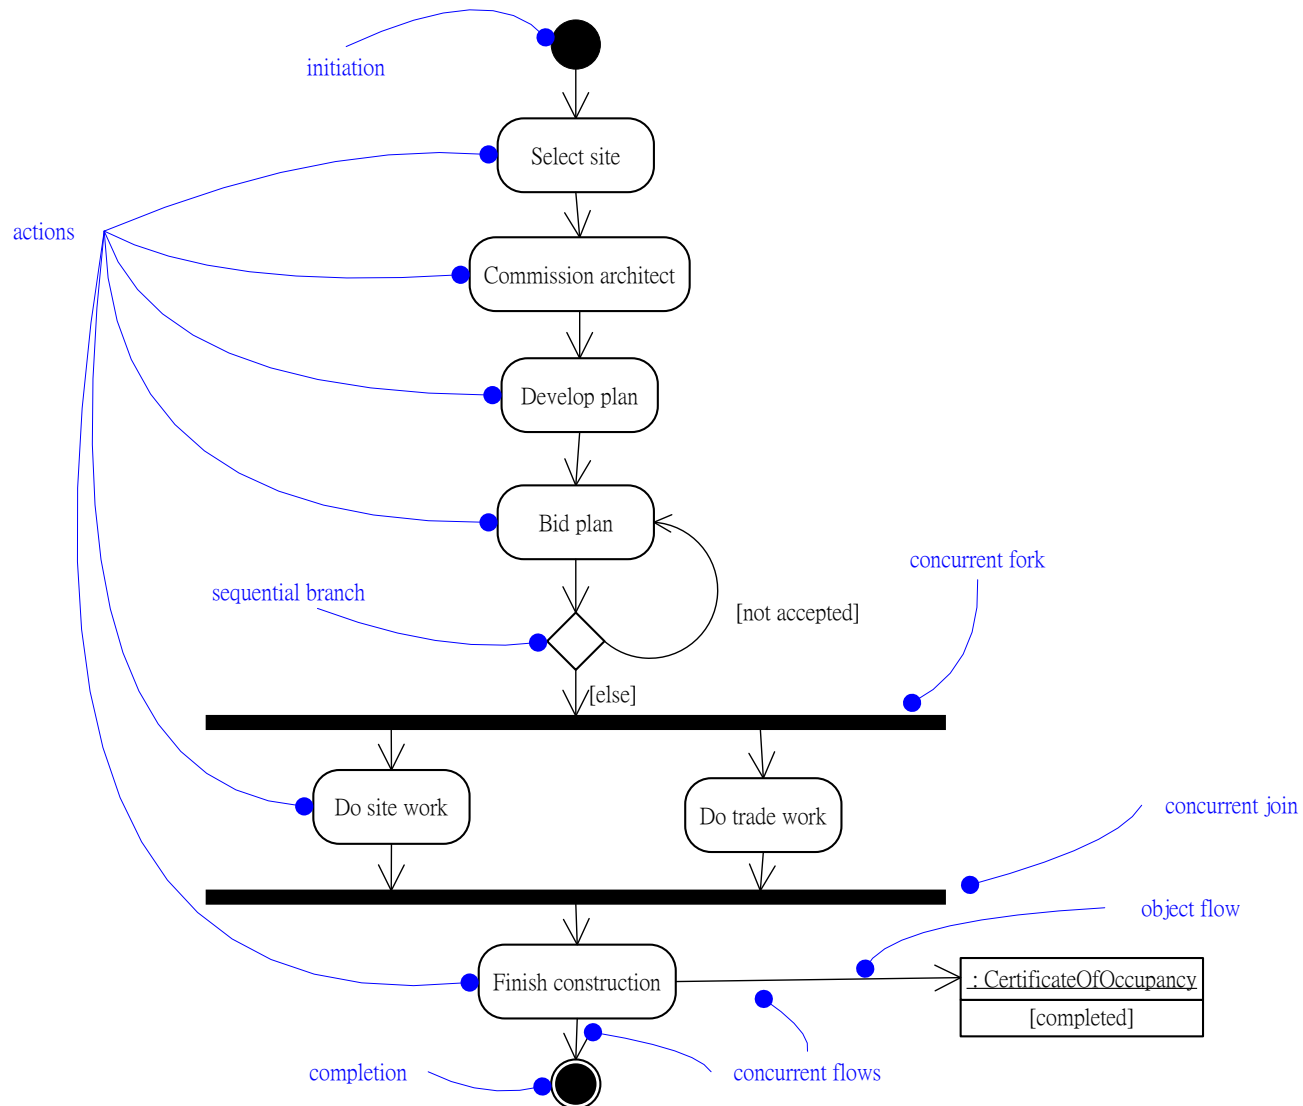 initiation
Select site
actions
Commission architect
Develop plan
Bid plan
concurrent fork
sequential branch
[not accepted]
[else]
Do site work
Do trade work
concurrent join
object flow
Finish construction
: CertificateOfOccupancy
[completed]
completion
concurrent flows